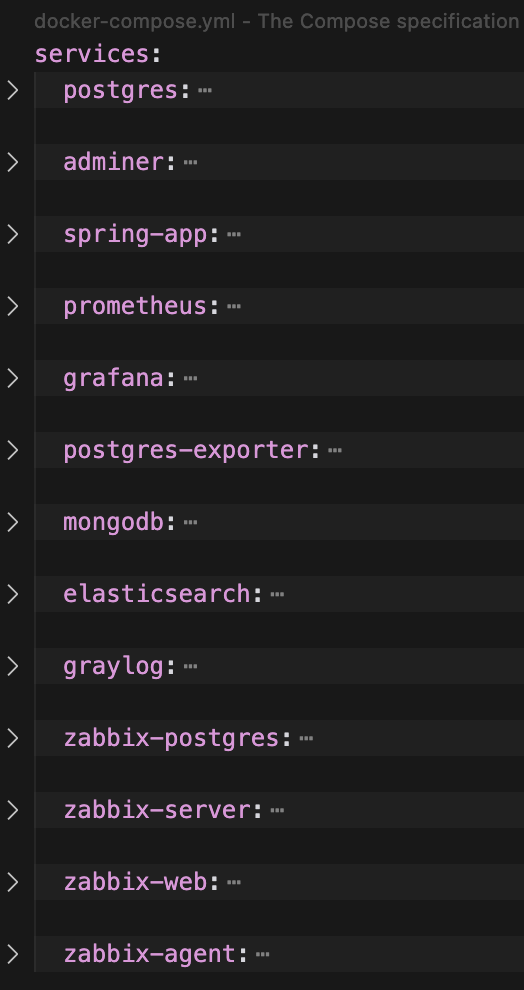 docker-compose.yml - The Compose specification
services:
postgres: ⋯
adminer: ⋯
spring-app: ⋯
prometheus: ⋯
grafana: ⋯
postgres-exporter: ⋯
mongodb: ⋯
elasticsearch: ⋯
graylog: ⋯
zabbix-postgres: ⋯
zabbix-server: ⋯
zabbix-web: ⋯
zabbix-agent: ⋯